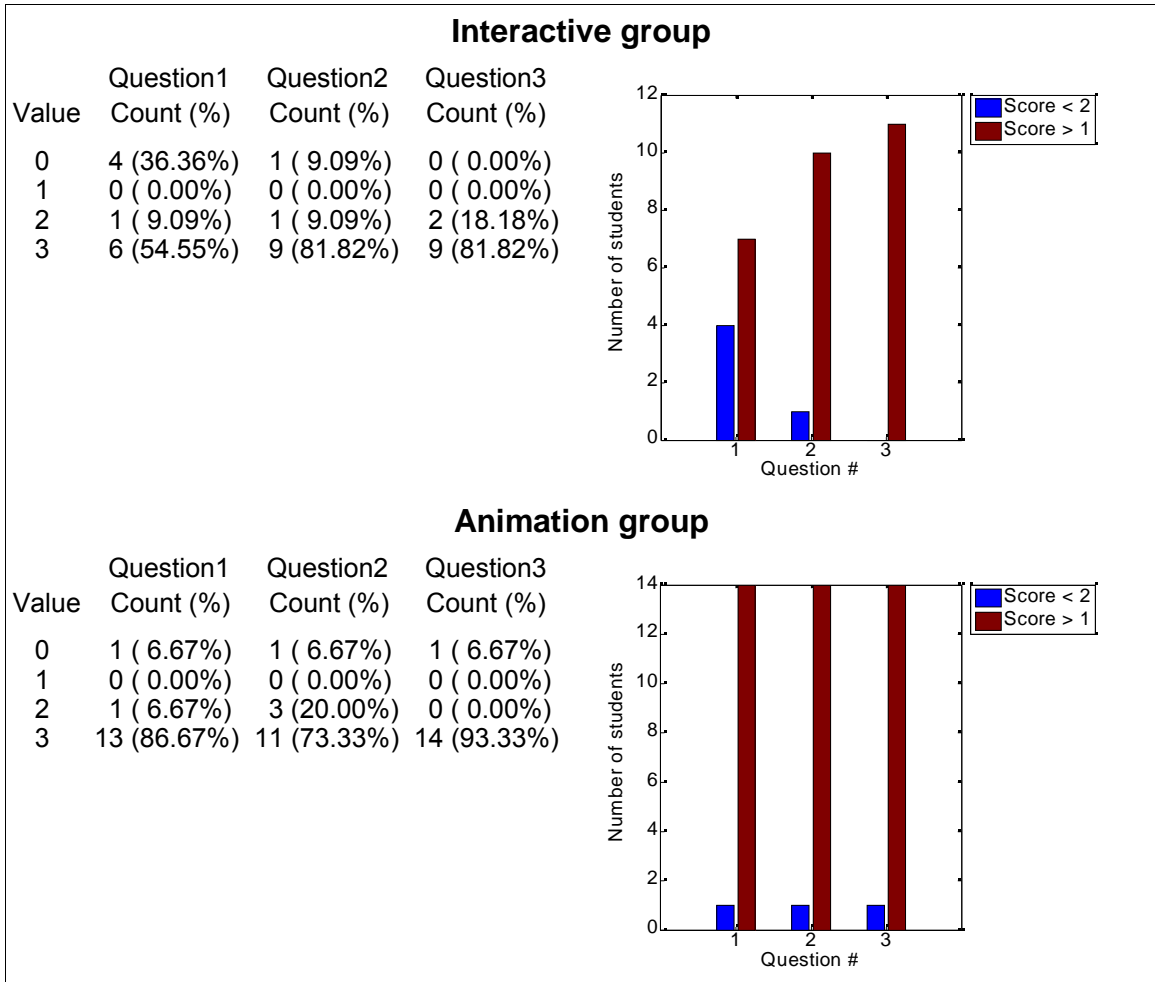 Interactive group
Question1 Question2 Question3
Value Count (%) Count (%) Count (%)
0 4 (36.36%) 1 ( 9.09%) 0 ( 0.00%)
1 0 ( 0.00%) 0 ( 0.00%) 0 ( 0.00%)
2 1 ( 9.09%) 1 ( 9.09%) 2 (18.18%)
3 6 (54.55%) 9 (81.82%) 9 (81.82%)
12
10
8
6
4
2
0
Number of students
1 2 3
Question #
Score < 2
Score > 1
Animation group
Question1 Question2 Question3
Value Count (%) Count (%) Count (%)
0 1 ( 6.67%) 1 ( 6.67%) 1 ( 6.67%)
1 0 ( 0.00%) 0 ( 0.00%) 0 ( 0.00%)
2 1 ( 6.67%) 3 (20.00%) 0 ( 0.00%)
3 13 (86.67%) 11 (73.33%) 14 (93.33%)
14
12
10
8
6
4
2
0
Number of students
1 2 3
Question #
Score < 2
Score > 1